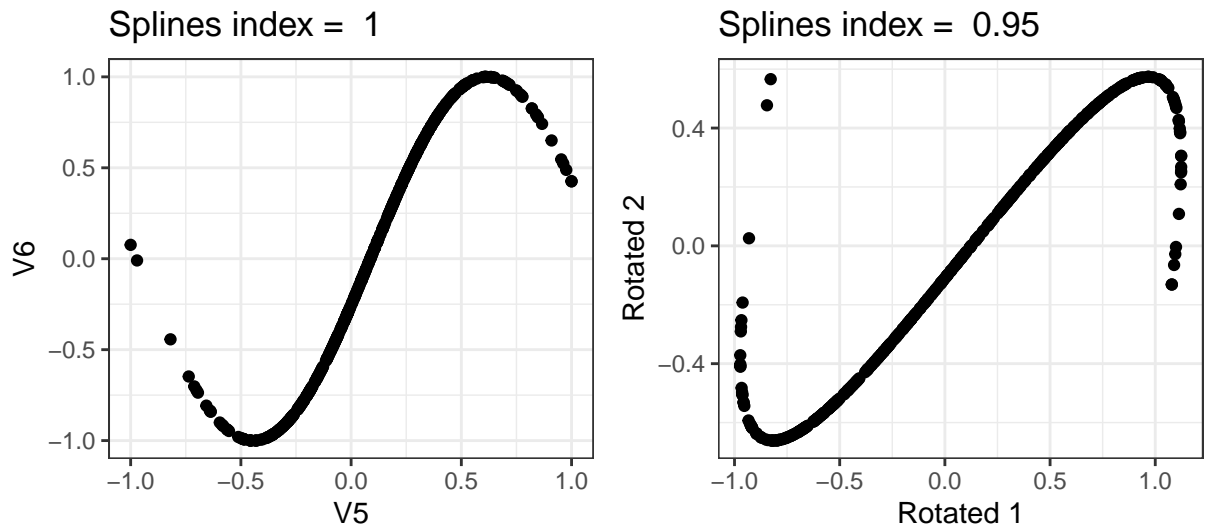 Splines index =  1
1.0
0.5
0.0
−0.5
−1.0
V6
−1.0 −0.5 0.0 0.5 1.0
V5
Splines index =  0.95
0.4
0.0
−0.4
Rotated 2
−1.0 −0.5 0.0 0.5 1.0
Rotated 1